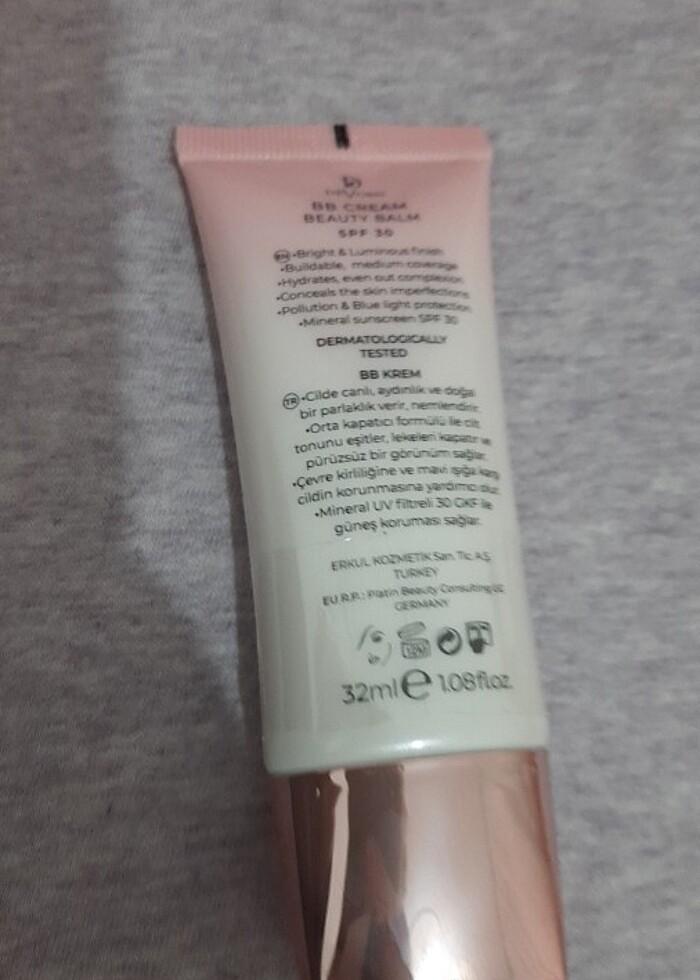 BB CREAM
BEAUTY BALM
SPF 30
EN •Bright & Luminous finish
•Buildable, medium coverage
•Hydrates, even out complexion
•Conceals the skin imperfections
•Pollution & Blue light protection
•Mineral sunscreen SPF 30
DERMATOLOGICALLY
TESTED
BB KREM
TR •Cilde canlı, aydınlık ve doğal
bir parlaklık verir, nemlendirir.
•Orta kapatıcı formülü ile cilt
tonunu eşitler, lekeleri kapatır ve
pürüzsüz bir görünüm sağlar.
•Çevre kirliliğine ve mavi ışığa karşı
cildin korunmasına yardımcı olur.
•Mineral UV filtreli 30 GKF ile
güneş koruması sağlar.
ERKUL KOZMETİK San. Tic. A.Ş.
TURKEY
EU R.P.: Platin Beauty Consulting
GERMANY
12M
32ml e 1.08fl.oz.